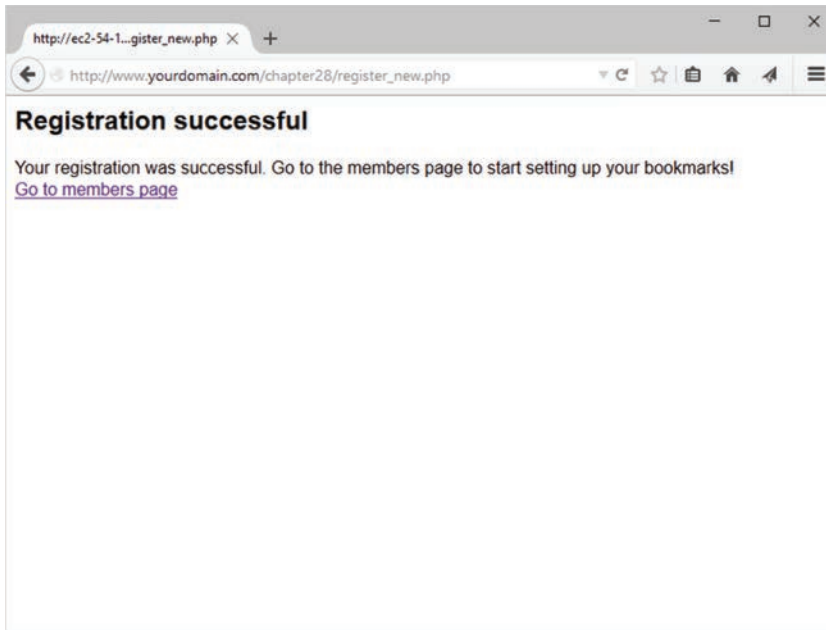 http://ec2-54-1...gister_new.php
http://www.yourdomain.com/chapter28/register_new.php
Registration successful
Your registration was successful. Go to the members page to start setting up your bookmarks!
Go to members page